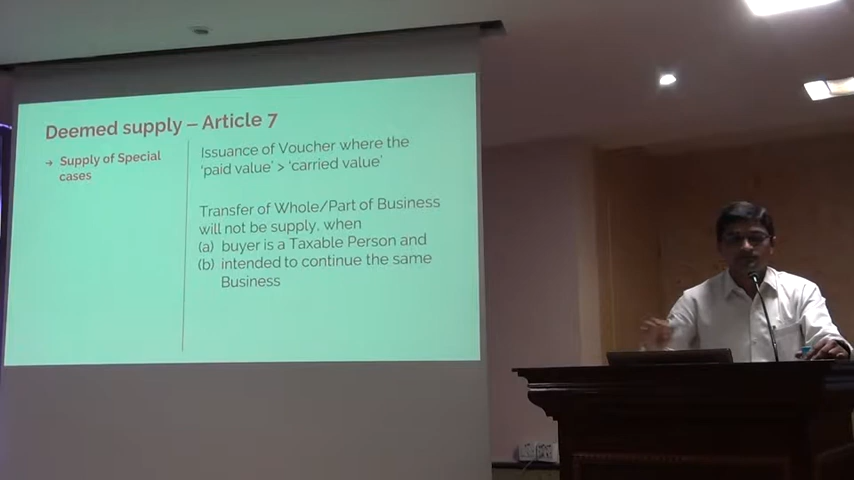 Deemed supply – Article 7
→ Supply of Special
cases
Issuance of Voucher where the
'paid value' > 'carried value'
Transfer of Whole/Part of Business
will not be supply, when
(a) buyer is a Taxable Person and
(b) intended to continue the same
Business